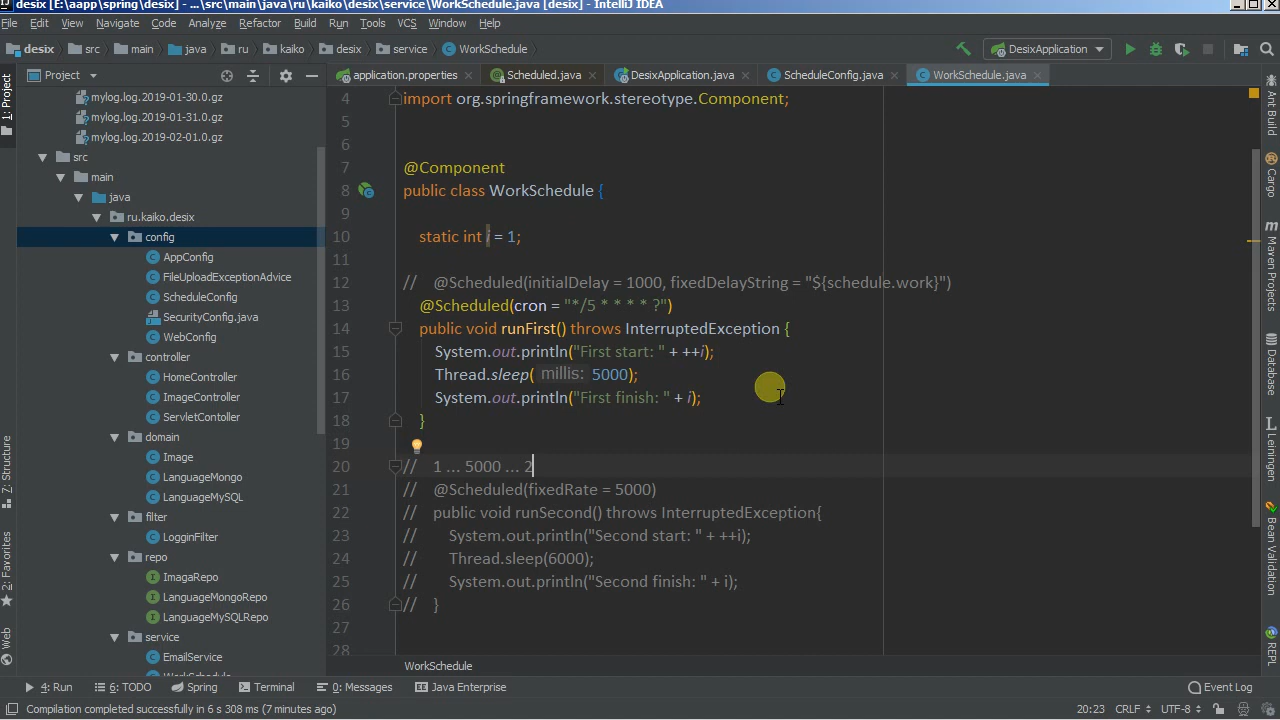 desix [E:\aapp\spring\desix] - ...\src\main\java\ru\kaiko\desix\service\WorkSchedule.java [desix] - IntelliJ IDEA
File Edit View Navigate Code Analyze Refactor Build Run Tools VCS Window Help
desix src main java ru kaiko desix service WorkSchedule DesixApplication
Project application.properties Scheduled.java DesixApplication.java ScheduleConfig.java WorkSchedule.java
1: Project
7: Structure
2: Favorites
Web
mylog.log.2019-01-30.0.gz
mylog.log.2019-01-31.0.gz
mylog.log.2019-02-01.0.gz
src
main
java
ru.kaiko.desix
config
AppConfig
FileUploadExceptionAdvice
ScheduleConfig
SecurityConfig.java
WebConfig
controller
HomeController
ImageController
ServletContoller
domain
Image
LanguageMongo
LanguageMySQL
filter
LogginFilter
repo
ImagaRepo
LanguageMongoRepo
LanguageMySQLRepo
service
EmailService
WorkSchedule
4 import org.springframework.stereotype.Component;
5
6
7 @Component
8 public class WorkSchedule {
9
10 static int i = 1;
11
12 // @Scheduled(initialDelay = 1000, fixedDelayString = "${schedule.work}")
13 @Scheduled(cron = "*/5 * * * * ?")
14 public void runFirst() throws InterruptedException {
15 System.out.println("First start: " + ++i);
16 Thread.sleep( millis: 5000);
17 System.out.println("First finish: " + i);
18 }
19
20 // 1 ... 5000 ... 2
21 // @Scheduled(fixedRate = 5000)
22 // public void runSecond() throws InterruptedException{
23 // System.out.println("Second start: " + ++i);
24 // Thread.sleep(6000);
25 // System.out.println("Second finish: " + i);
26 // }
27
28
WorkSchedule
Ant Build
Cargo
Maven Projects
Database
Leiningen
Bean Validation
REPL
4: Run 6: TODO Spring Terminal 0: Messages Java Enterprise Event Log
Compilation completed successfully in 6 s 308 ms (7 minutes ago) 20:23 CRLF UTF-8